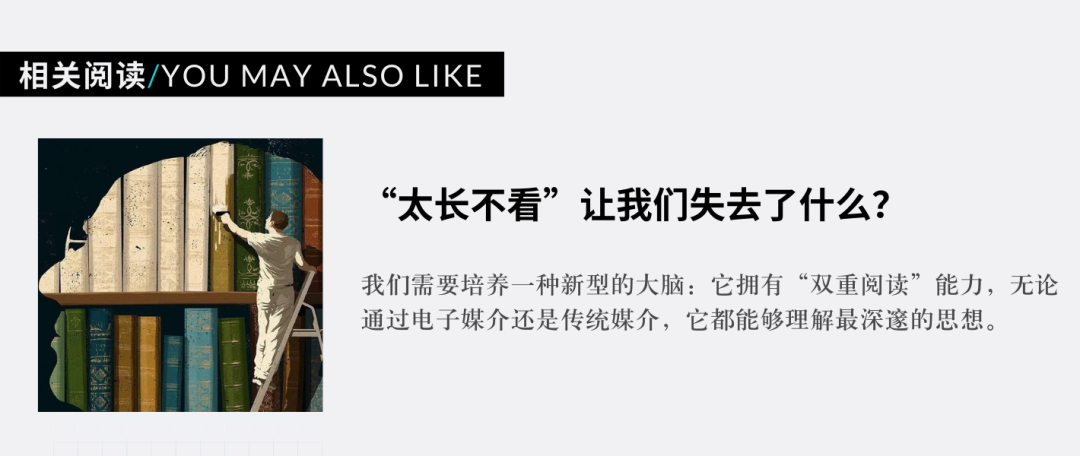 相关阅读/YOU MAY ALSO LIKE
“太长不看”让我们失去了什么？
我们需要培养一种新型的大脑：它拥有“双重阅读”能力，无论
通过电子媒介还是传统媒介，它都能够理解最深邃的思想。